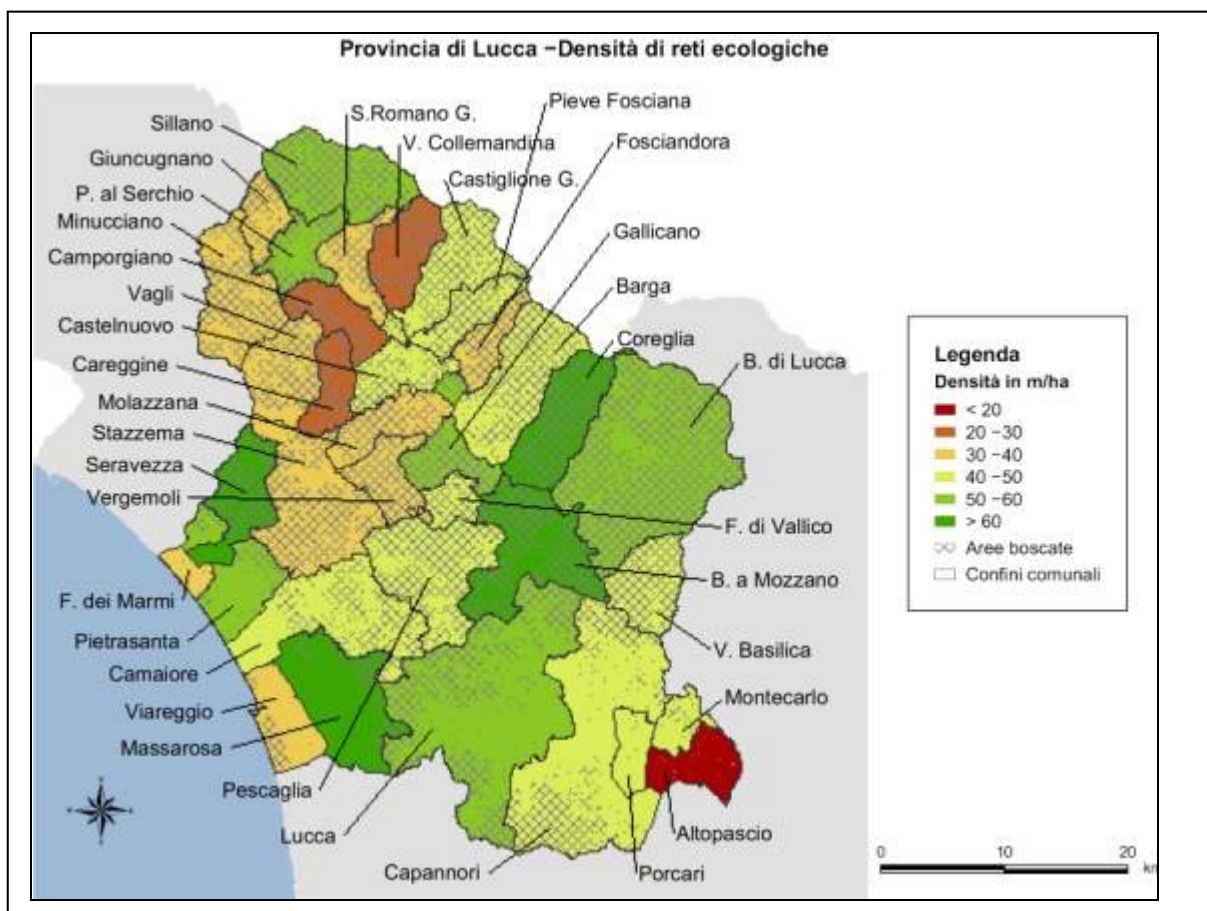 Provincia di Lucca −Densità di reti ecologiche
Pieve Fosciana
S.Romano G.
Sillano
V. Collemandina
Fosciandora
Giuncugnano
Castiglione G.
P. al Serchio
Minucciano
Gallicano
Camporgiano
Barga
Vagli
Castelnuovo
Coreglia
Careggine
B. di Lucca
Molazzana
Stazzema
Seravezza
Vergemoli
F. di Vallico
B. a Mozzano
F. dei Marmi
Pietrasanta
V. Basilica
Camaiore
Montecarlo
Viareggio
Massarosa
Pescaglia
Lucca
Altopascio
Capannori
Porcari
Legenda
Densità in m/ha
< 20
20 −30
30 −40
40 −50
50 −60
> 60
Aree boscate
Confini comunali
0 10 20
km